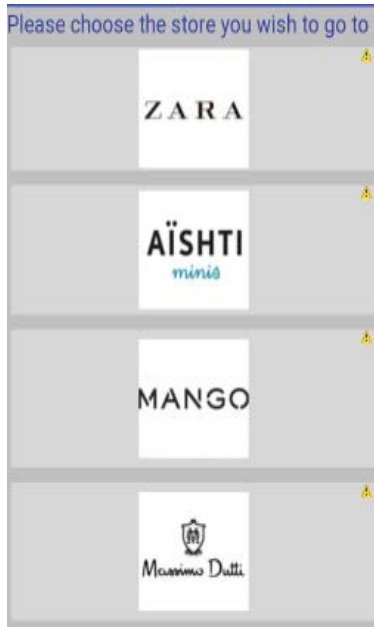 Please choose the store you wish to go to
ZARA
AÏSHTI
minis
MANGO
Massimo Dutti